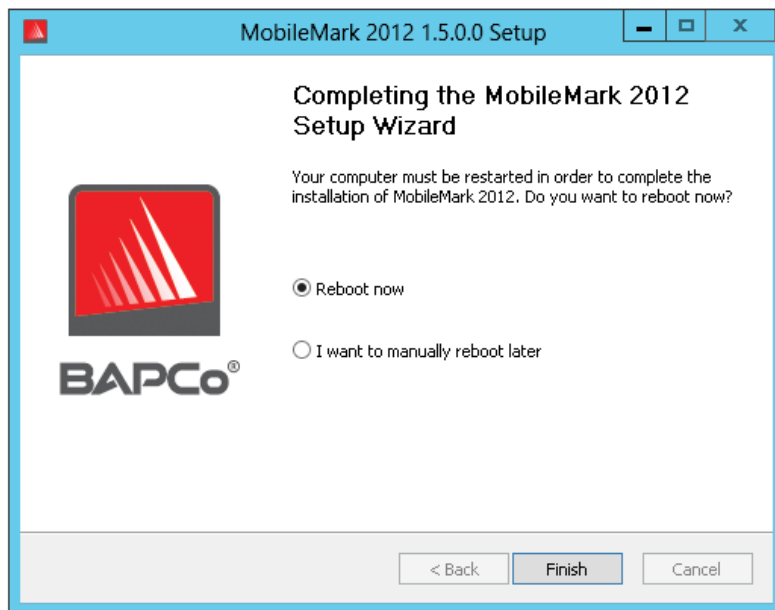 MobileMark 2012 1.5.0.0 Setup
Completing the MobileMark 2012
Setup Wizard
Your computer must be restarted in order to complete the
installation of MobileMark 2012. Do you want to reboot now?
Reboot now
I want to manually reboot later
BAPCo®
< Back
Finish
Cancel